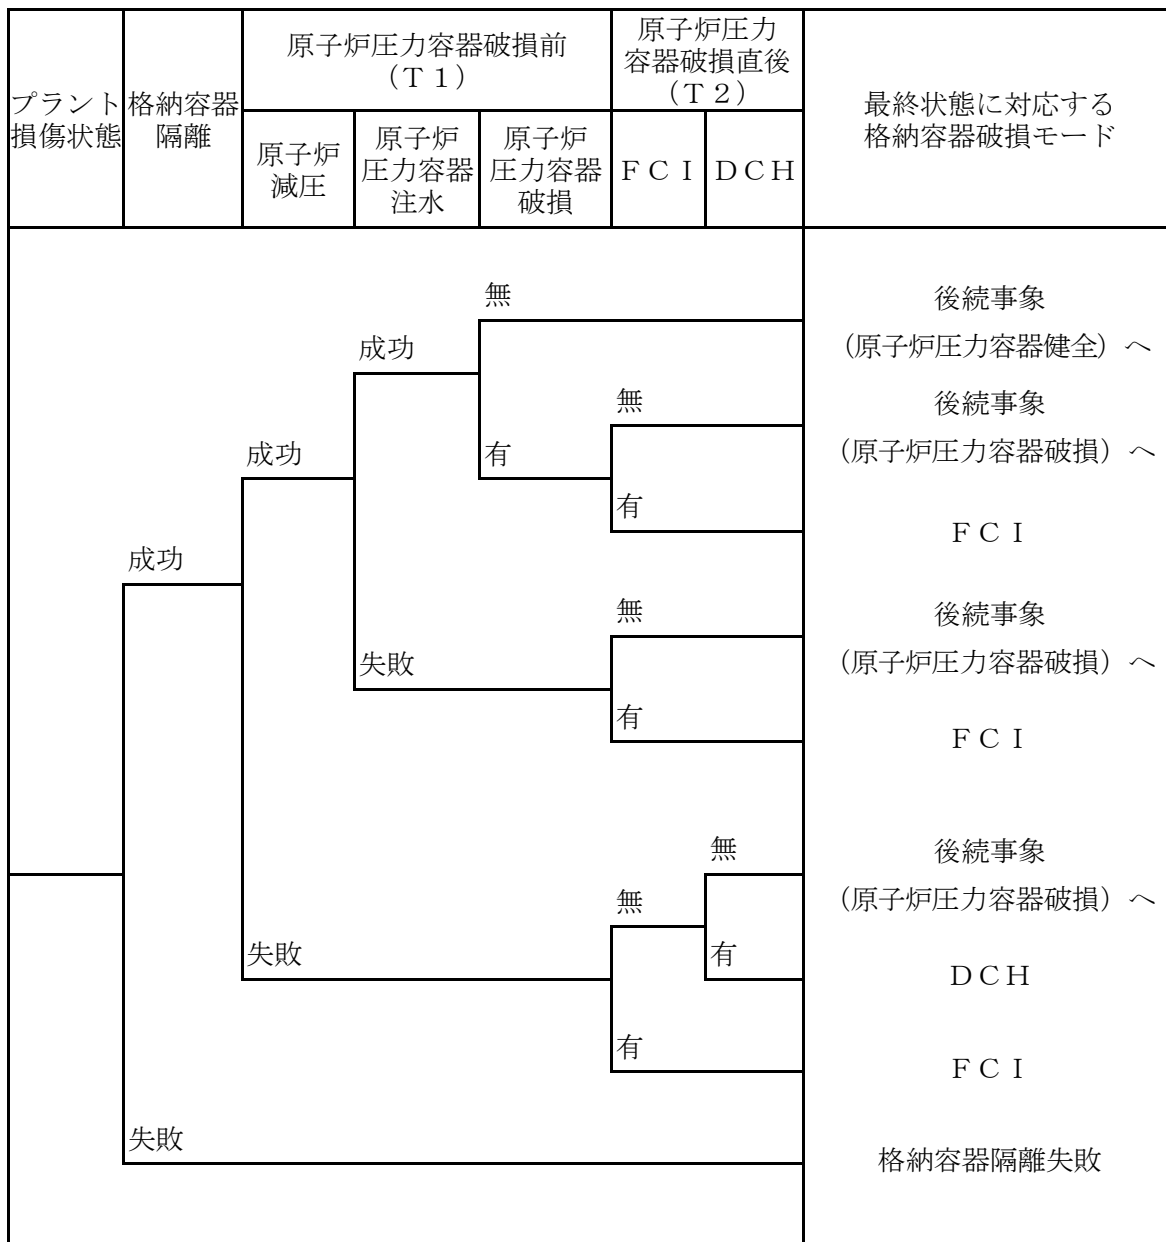 原子炉圧力容器破損前
（Ｔ１）
原子炉圧力
容器破損直後
（Ｔ２）
プラント
損傷状態
格納容器
隔離
最終状態に対応する
格納容器破損モード
原子炉
減圧
原子炉
圧力容器
注水
原子炉
圧力容器
破損
ＦＣＩ
ＤＣＨ
無
後続事象
（原子炉圧力容器健全）へ
成功
無
後続事象
（原子炉圧力容器破損）へ
成功
有
有
ＦＣＩ
成功
無
後続事象
（原子炉圧力容器破損）へ
失敗
有
ＦＣＩ
無
後続事象
（原子炉圧力容器破損）へ
無
失敗
有
ＤＣＨ
有
ＦＣＩ
失敗
格納容器隔離失敗